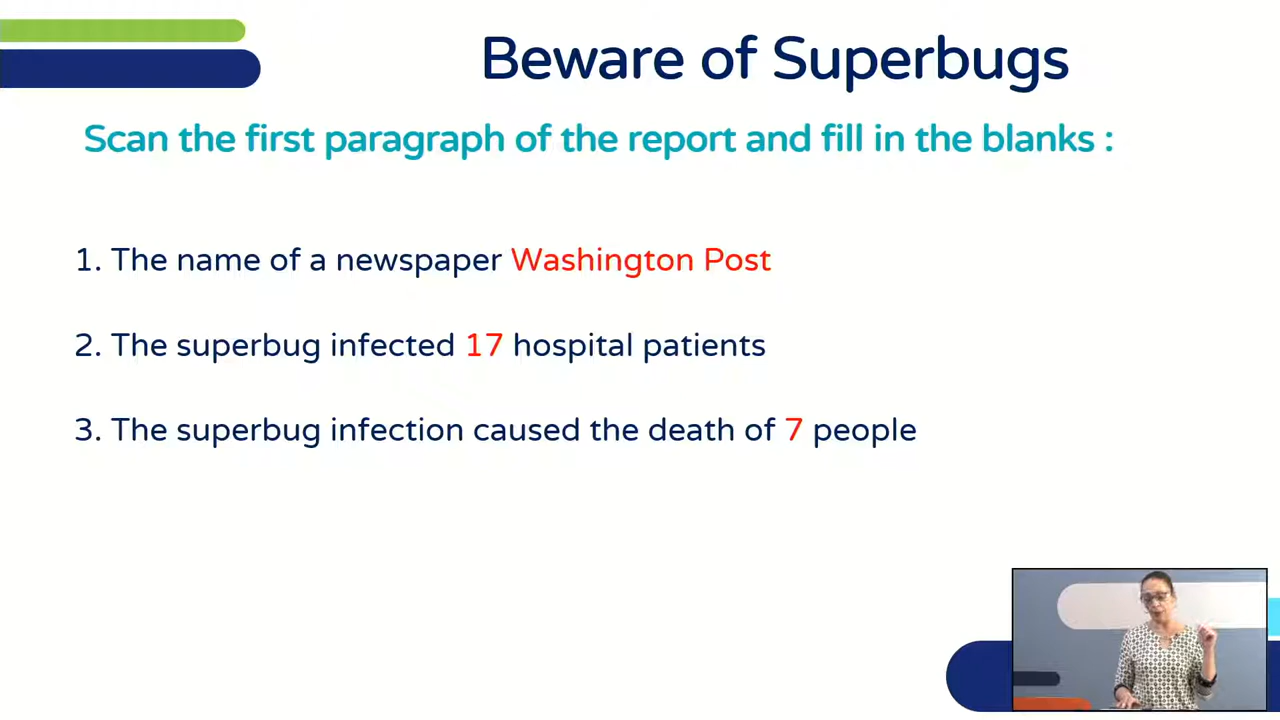 Beware of Superbugs
Scan the first paragraph of the report and fill in the blanks :
1. The name of a newspaper Washington Post
2. The superbug infected 17 hospital patients
3. The superbug infection caused the death of 7 people